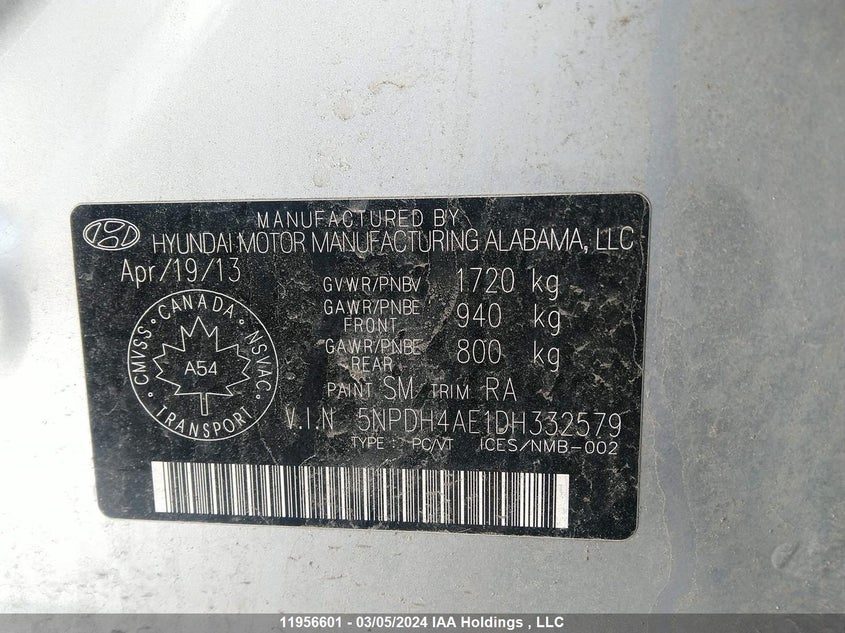 MANUFACTURED BY
HYUNDAI MOTOR MANUFACTURING ALABAMA, LLC
Apr/19/13
GVWR/PNBV 1720 kg
GAWR/PNBE FRONT 940 kg
GAWR/PNBE REAR 800 kg
CANADA
CMVSS
NSVAC
A54
TRANSPORT
PAINT SM TRIM RA
V.I.N 5NPDH4AE1DH332579
TYPE : PC/VT ICES/NMB-002
11956601 - 03/05/2024 IAA Holdings , LLC